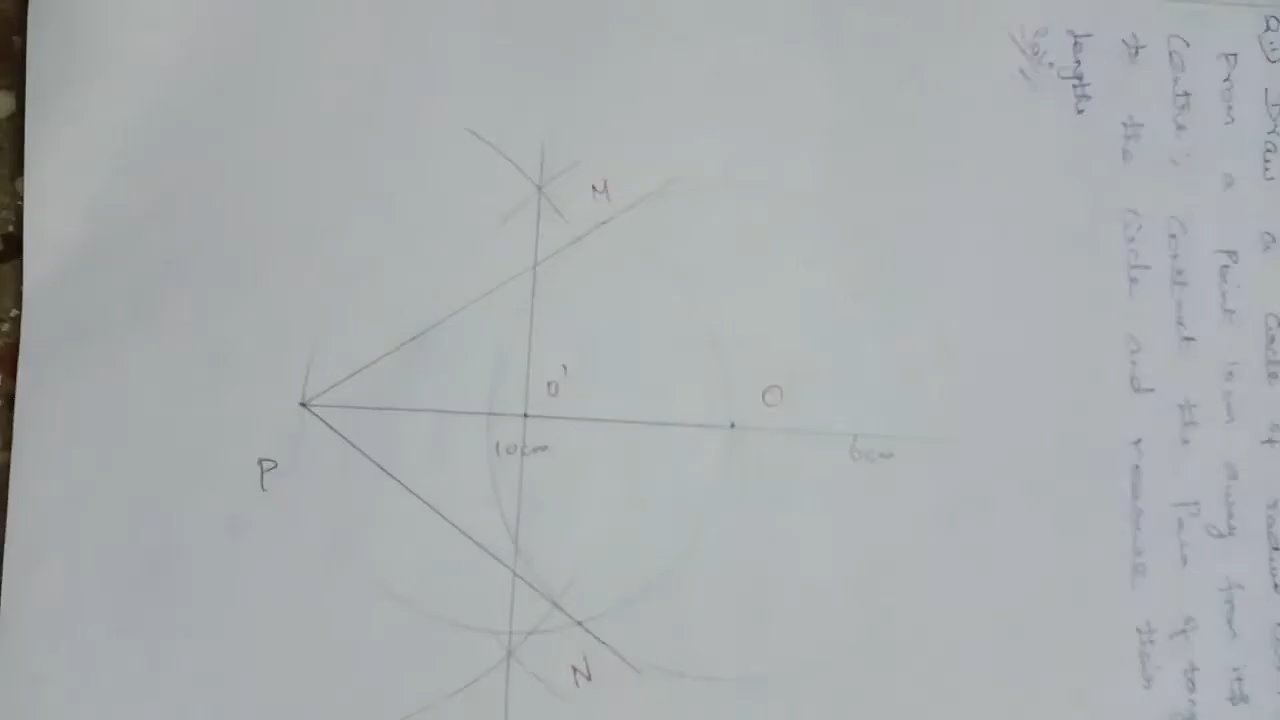 Q1) Draw a circle of radius
From a point 10cm away from its
Centre, construct the pair of
to the circle and measure their
lengths
Sol:
M
O'
O
10cm
6cm
P
N